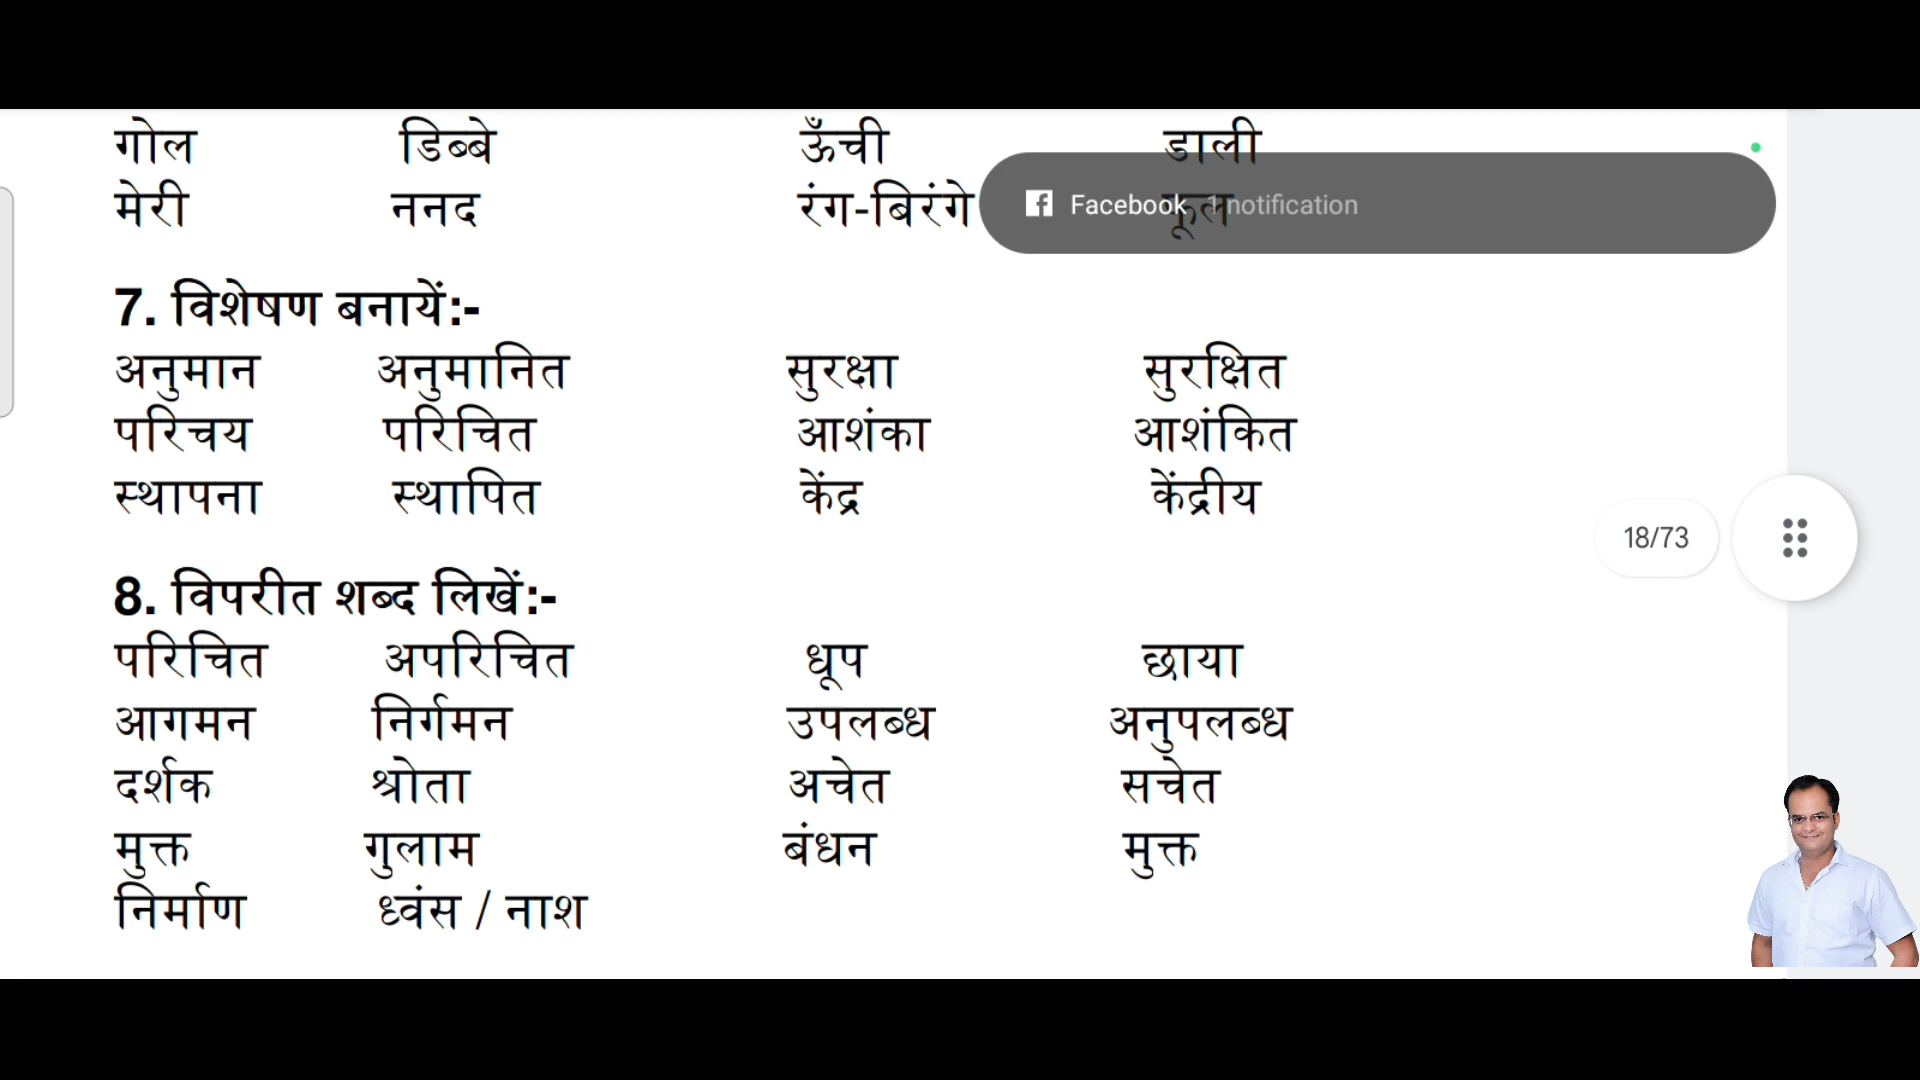 गोल डिब्बे ऊँची डाली
मेरी ननद रंग-बिरंगे फूल
Facebook 1 notification
7. विशेषण बनायें:-
अनुमान अनुमानित सुरक्षा सुरक्षित
परिचय परिचित आशंका आशंकित
स्थापना स्थापित केंद्र केंद्रीय
18/73
8. विपरीत शब्द लिखें:-
परिचित अपरिचित धूप छाया
आगमन निर्गमन उपलब्ध अनुपलब्ध
दर्शक श्रोता अचेत सचेत
मुक्त गुलाम बंधन मुक्त
निर्माण ध्वंस / नाश